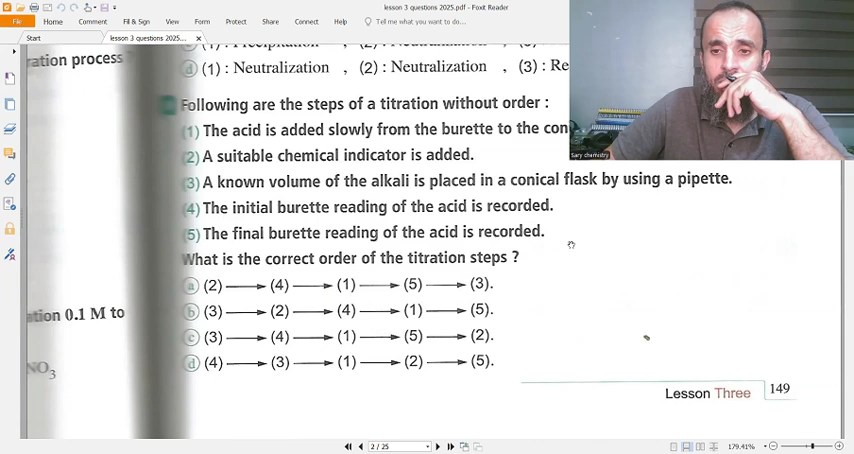 lesson 3 questions 2025.pdf - Foxit Reader
File Home Comment Fill & Sign View Form Protect Share Connect Help Tell me what you want to do...
Start lesson 3 questions 2025....
ration process
(d) (1) : Neutralization , (2) : Neutralization , (3) : Re
Following are the steps of a titration without order :
(1) The acid is added slowly from the burette to the con
(2) A suitable chemical indicator is added.
(3) A known volume of the alkali is placed in a conical flask by using a pipette.
(4) The initial burette reading of the acid is recorded.
(5) The final burette reading of the acid is recorded.
What is the correct order of the titration steps ?
(a) (2) → (4) → (1) → (5) → (3).
(b) (3) → (2) → (4) → (1) → (5).
(c) (3) → (4) → (1) → (5) → (2).
(d) (4) → (3) → (1) → (2) → (5).
ation 0.1 M to
NO3
Lesson Three 149
Sary chemistry
2 / 25
179.41%